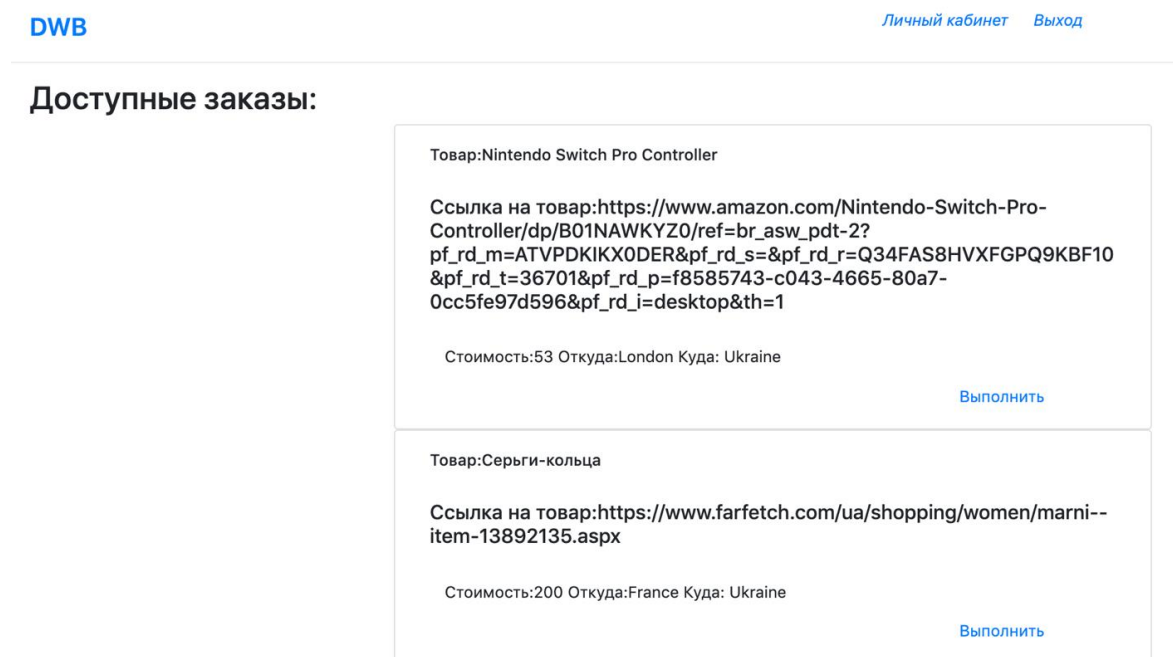 DWB
Личный кабинет Выход
Доступные заказы:
Товар:Nintendo Switch Pro Controller
Ссылка на товар:https://www.amazon.com/Nintendo-Switch-Pro-
Controller/dp/B01NAWKYZ0/ref=br_asw_pdt-2?
pf_rd_m=ATVPDKIKX0DER&pf_rd_s=&pf_rd_r=Q34FAS8HVXFGPQ9KBF10
&pf_rd_t=36701&pf_rd_p=f8585743-c043-4665-80a7-
0cc5fe97d596&pf_rd_i=desktop&th=1
Стоимость:53 Откуда:London Куда: Ukraine
Выполнить
Товар:Серьги-кольца
Ссылка на товар:https://www.farfetch.com/ua/shopping/women/marni--
item-13892135.aspx
Стоимость:200 Откуда:France Куда: Ukraine
Выполнить